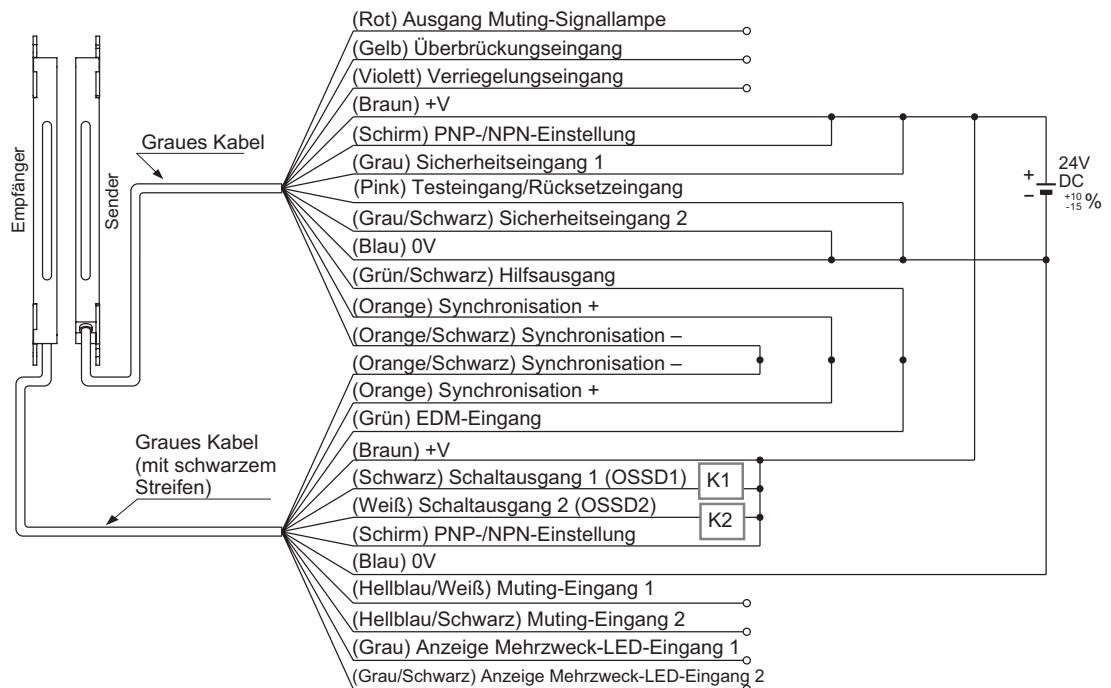 (Rot) Ausgang Muting-Signallampe
(Gelb) Überbrückungseingang
(Violett) Verriegelungseingang
(Braun) +V
(Schirm) PNP-/NPN-Einstellung
(Grau) Sicherheitseingang 1
(Pink) Testeingang/Rücksetzeingang
(Grau/Schwarz) Sicherheitseingang 2
(Blau) 0V
(Grün/Schwarz) Hilfsausgang
(Orange) Synchronisation +
(Orange/Schwarz) Synchronisation –
Empfänger
Sender
Graues Kabel
+
–
24V
DC
+10
-15 %
(Orange/Schwarz) Synchronisation –
(Orange) Synchronisation +
(Grün) EDM-Eingang
(Braun) +V
(Schwarz) Schaltausgang 1 (OSSD1)
K1
(Weiß) Schaltausgang 2 (OSSD2)
K2
(Schirm) PNP-/NPN-Einstellung
(Blau) 0V
(Hellblau/Weiß) Muting-Eingang 1
(Hellblau/Schwarz) Muting-Eingang 2
(Grau) Anzeige Mehrzweck-LED-Eingang 1
(Grau/Schwarz) Anzeige Mehrzweck-LED-Eingang 2
Graues Kabel
(mit schwarzem
Streifen)